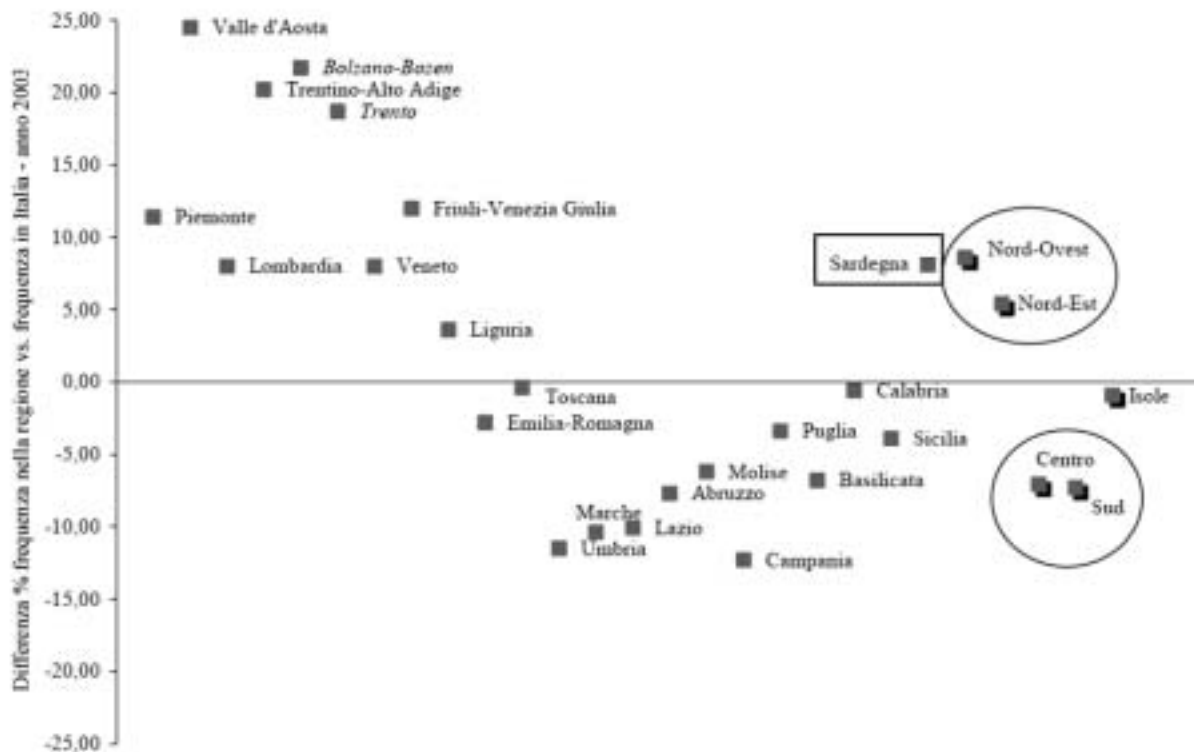 Differenza % frequenza nella regione vs. frequenza in Italia - anno 2003
25,00
20,00
15,00
10,00
5,00
0,00
-5,00
-10,00
-15,00
-20,00
-25,00
Valle d'Aosta
Bolzano-Bozen
Trentino-Alto Adige
Trento
Piemonte
Friuli-Venezia Giulia
Lombardia
Veneto
Sardegna
Nord-Ovest
Nord-Est
Liguria
Toscana
Calabria
Isole
Emilia-Romagna
Puglia
Sicilia
Centro
Molise
Basilicata
Abruzzo
Sud
Marche
Lazio
Umbria
Campania